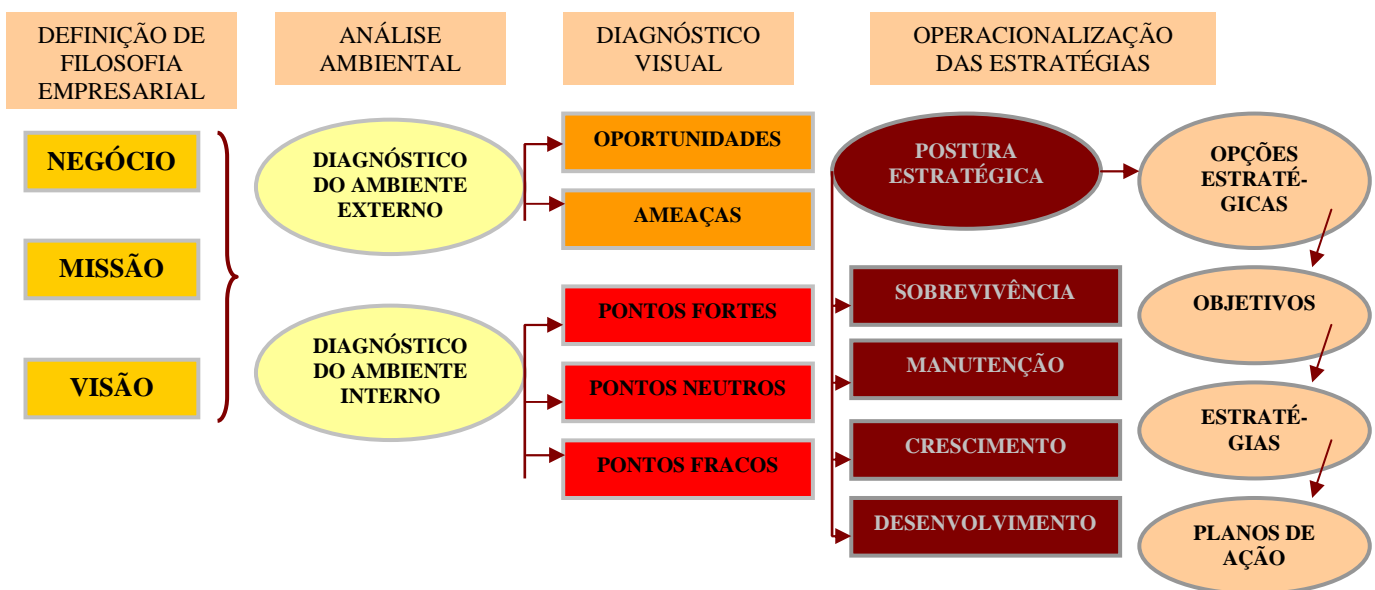 DEFINIÇÃO DE
FILOSOFIA
EMPRESARIAL
ANÁLISE
AMBIENTAL
DIAGNÓSTICO
VISUAL
OPERACIONALIZAÇÃO
DAS ESTRATÉGIAS
NEGÓCIO
MISSÃO
VISÃO
DIAGNÓSTICO
DO AMBIENTE
EXTERNO
DIAGNÓSTICO
DO AMBIENTE
INTERNO
OPORTUNIDADES
AMEAÇAS
PONTOS FORTES
PONTOS NEUTROS
PONTOS FRACOS
POSTURA
ESTRATÉGICA
SOBREVIVÊNCIA
MANUTENÇÃO
CRESCIMENTO
DESENVOLVIMENTO
OPÇÕES
ESTRATÉ-
GICAS
OBJETIVOS
ESTRATÉ-
GIAS
PLANOS DE
AÇÃO